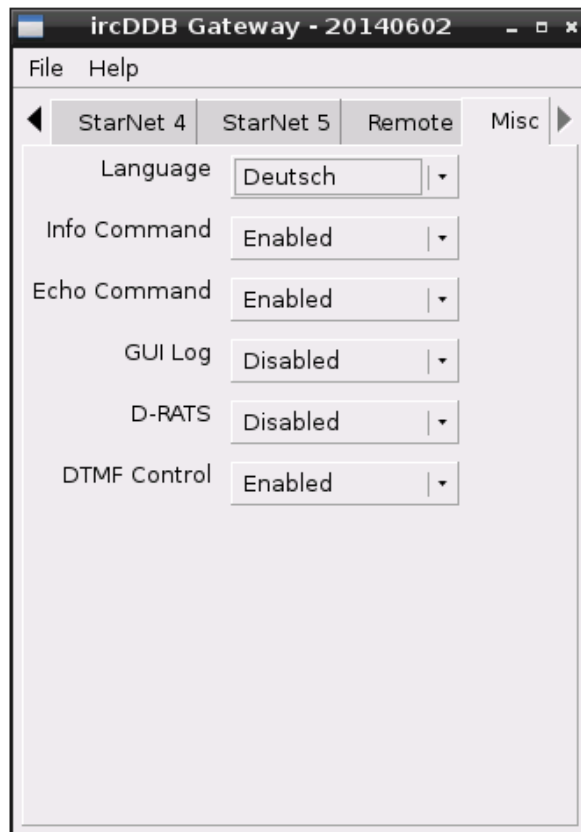 ircDDB Gateway - 20140602
File Help
StarNet 4 StarNet 5 Remote Misc
Language Deutsch
Info Command Enabled
Echo Command Enabled
GUI Log Disabled
D-RATS Disabled
DTMF Control Enabled